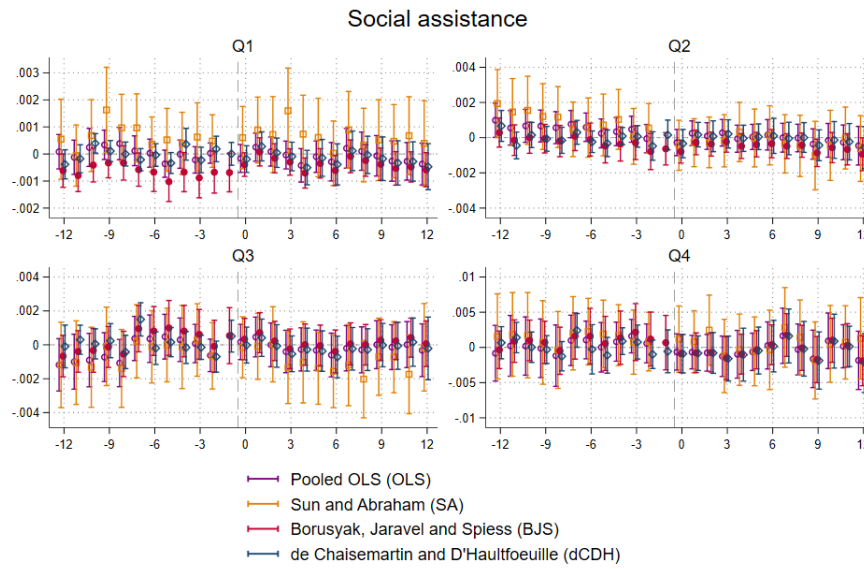 Social assistance
Q1
Q2
.003
.002
.001
0
-.001
-.002
-12 -9 -6 -3 0 3 6 9 12
.004
.002
0
-.002
-.004
-12 -9 -6 -3 0 3 6 9 12
Q3
Q4
.004
.002
0
-.002
-.004
-12 -9 -6 -3 0 3 6 9 12
.01
.005
0
-.005
-.01
-12 -9 -6 -3 0 3 6 9 12
Pooled OLS (OLS)
Sun and Abraham (SA)
Borusyak, Jaravel and Spiess (BJS)
de Chaisemartin and D'Haultfoeuille (dCDH)